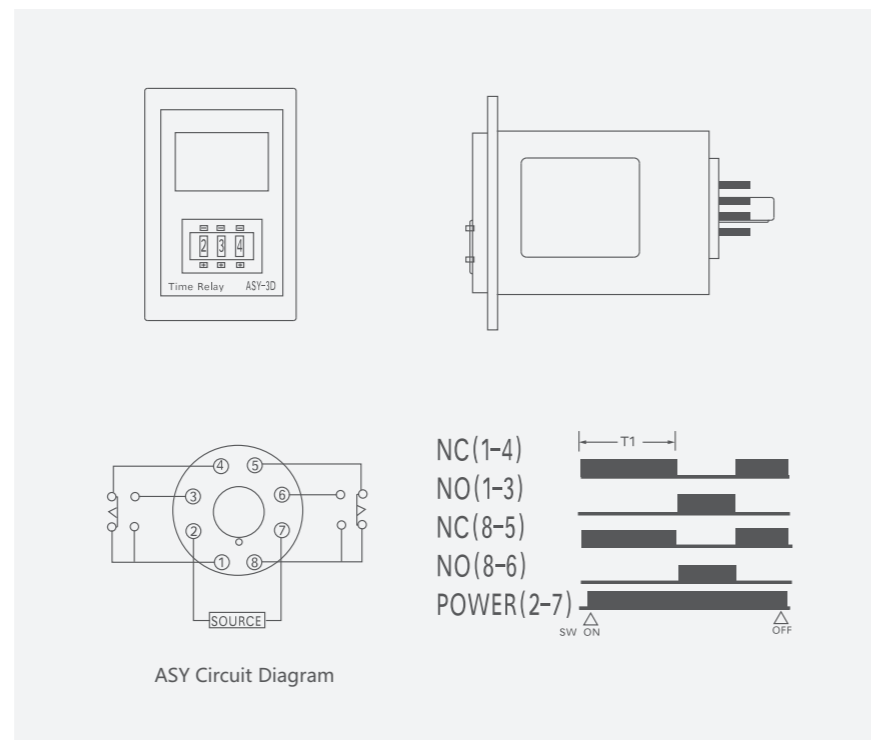 2 3 4
Time Relay ASY-3D
4 5
3 6
2 7
1 8
SOURCE
ASY Circuit Diagram
T1
NC(1-4)
NO(1-3)
NC(8-5)
NO(8-6)
POWER(2-7)
SW ON OFF